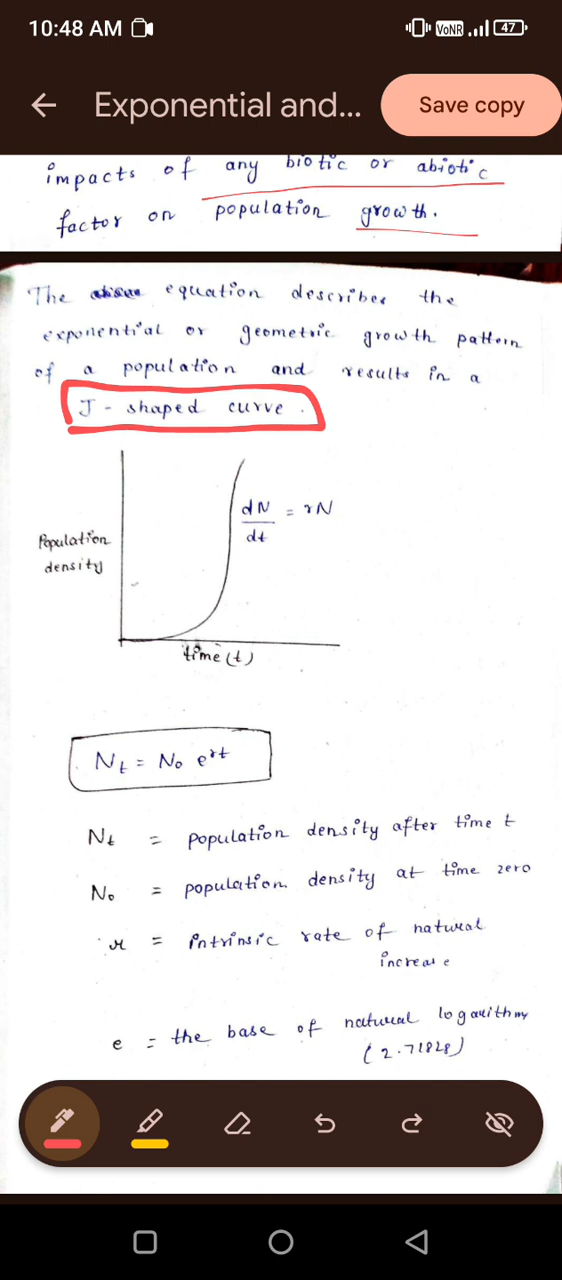 10:48 AM
VoNR
47
Exponential and...
Save copy
impacts of any biotic or abiotic
factor on population growth.
The equation describes the
exponential or geometric growth pattern
of a population and results in a
J - shaped curve.
dN/dt = rN
Population
density
time (t)
Nt = N₀ e^rt
Nt = population density after time t
N₀ = population density at time zero
r = intrinsic rate of natural
increase
e = the base of natural logarithms
(2.71828)